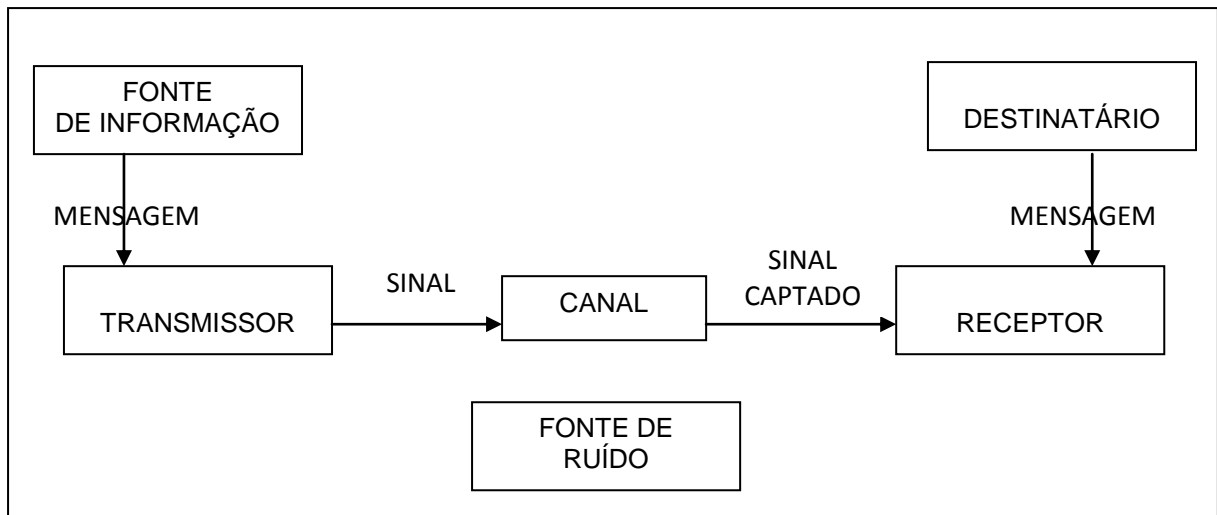 FONTE
DE INFORMAÇÃO
DESTINATÁRIO
MENSAGEM
MENSAGEM
TRANSMISSOR
SINAL
CANAL
SINAL
CAPTADO
RECEPTOR
FONTE DE
RUÍDO